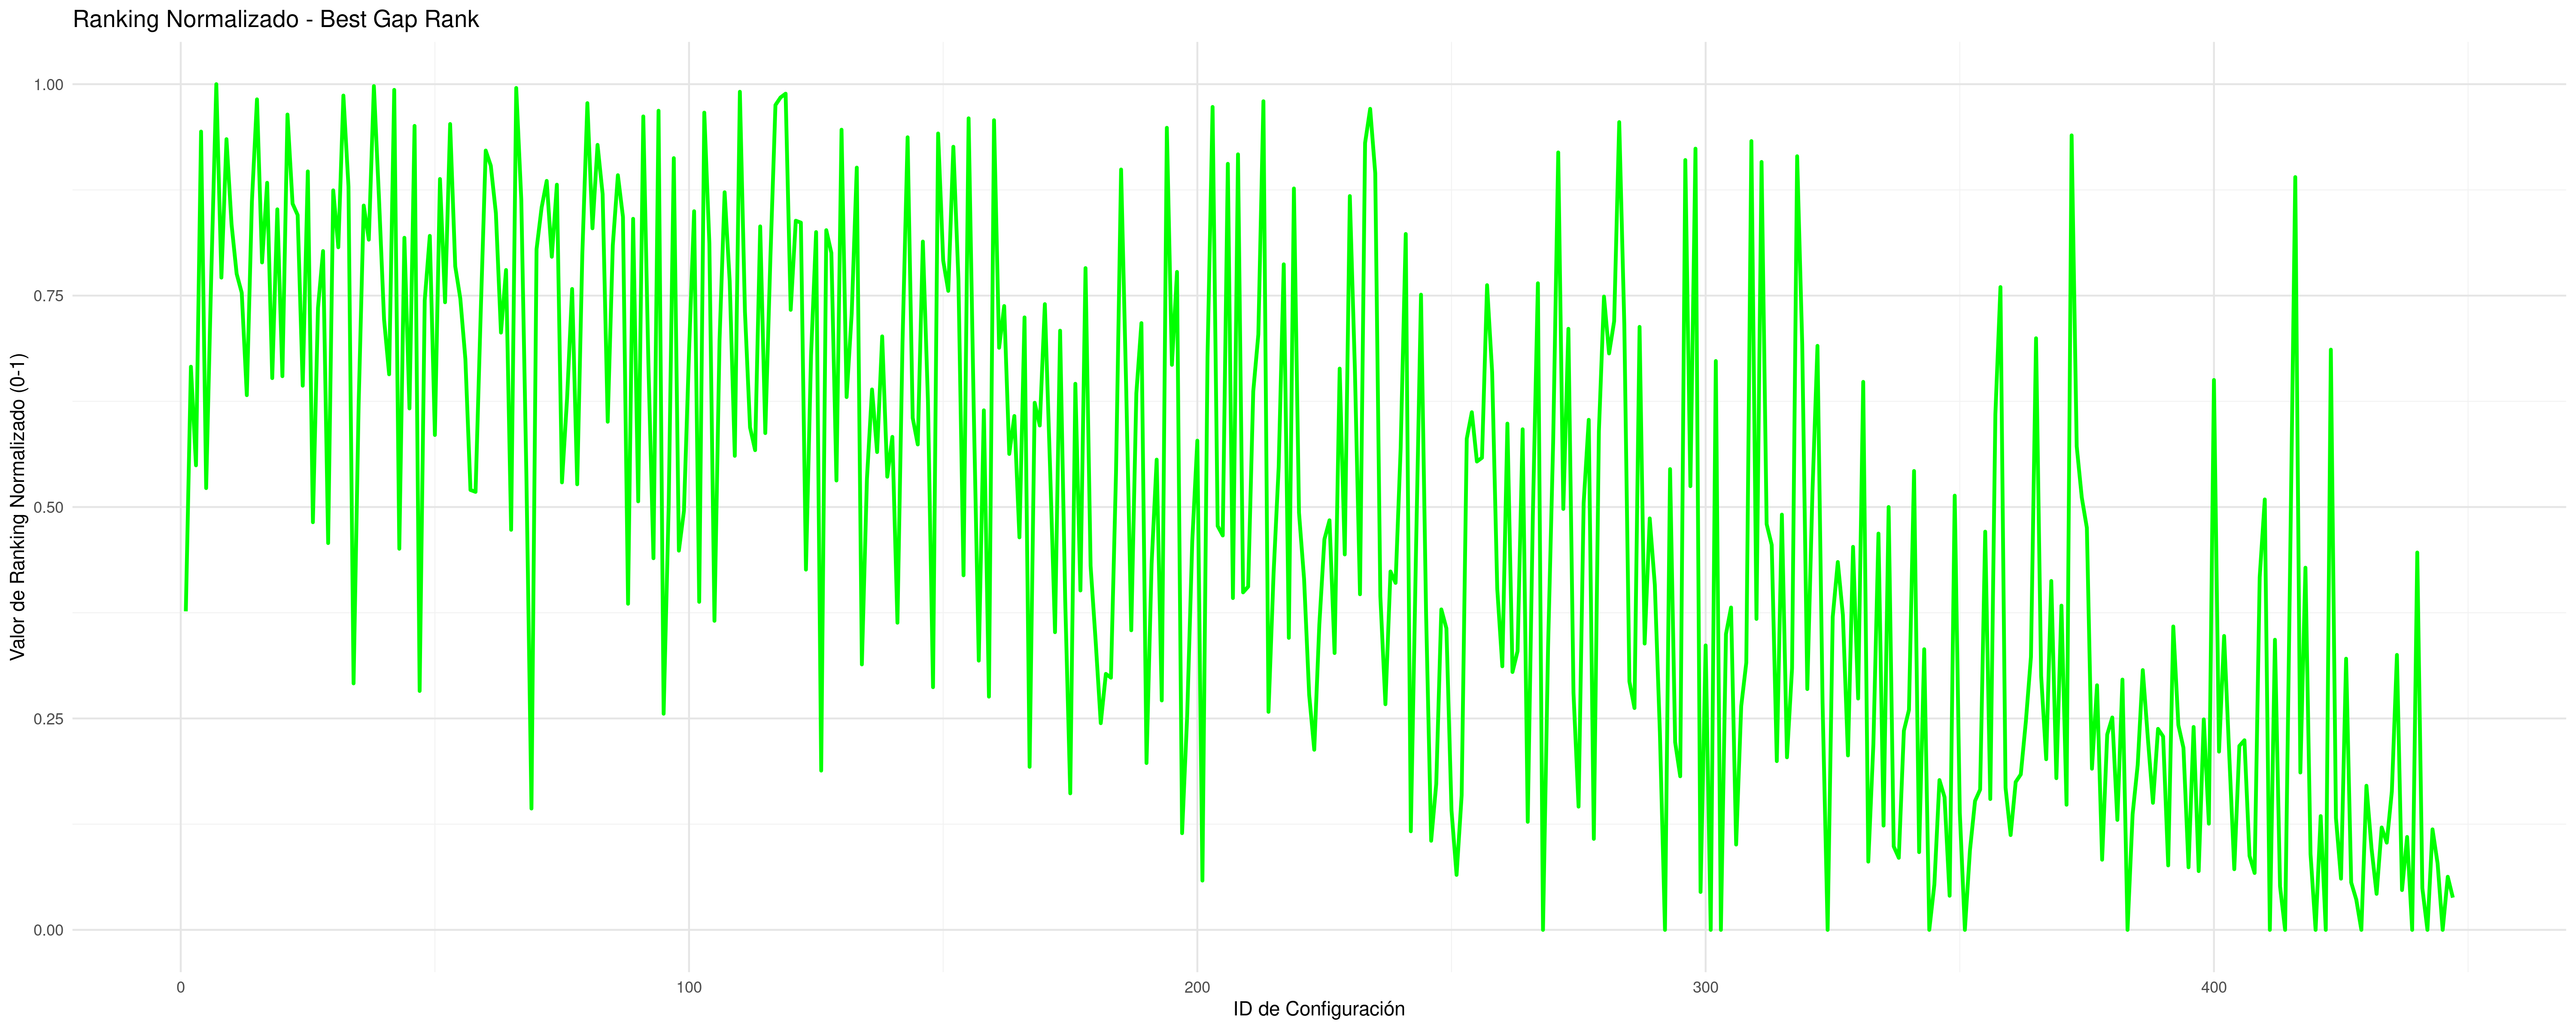 Ranking Normalizado - Best Gap Rank
Valor de Ranking Normalizado (0-1)
1.00
0.75
0.50
0.25
0.00
0 100 200 300 400
ID de Configuración